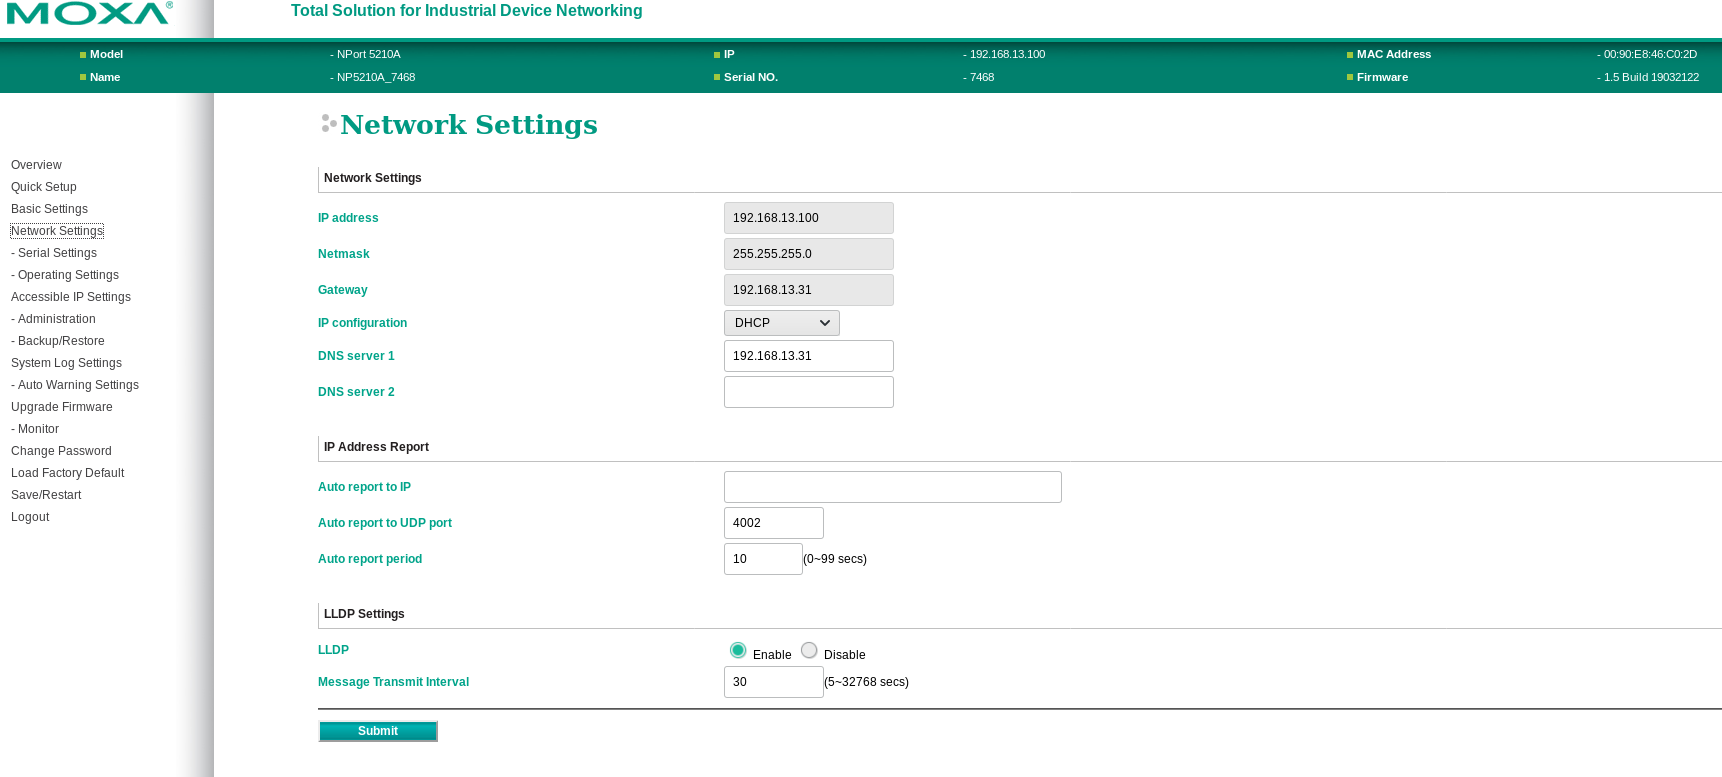 MOXA®
Total Solution for Industrial Device Networking
Model - NPort 5210A IP - 192.168.13.100 MAC Address - 00:90:E8:46:C0:2D
Name - NP5210A_7468 Serial NO. - 7468 Firmware - 1.5 Build 19032122
Overview
Quick Setup
Basic Settings
Network Settings
- Serial Settings
- Operating Settings
Accessible IP Settings
- Administration
- Backup/Restore
System Log Settings
- Auto Warning Settings
Upgrade Firmware
- Monitor
Change Password
Load Factory Default
Save/Restart
Logout
Network Settings
Network Settings
IP address 192.168.13.100
Netmask 255.255.255.0
Gateway 192.168.13.31
IP configuration DHCP
DNS server 1 192.168.13.31
DNS server 2
IP Address Report
Auto report to IP
Auto report to UDP port 4002
Auto report period 10 (0~99 secs)
LLDP Settings
LLDP Enable Disable
Message Transmit Interval 30 (5~32768 secs)
Submit